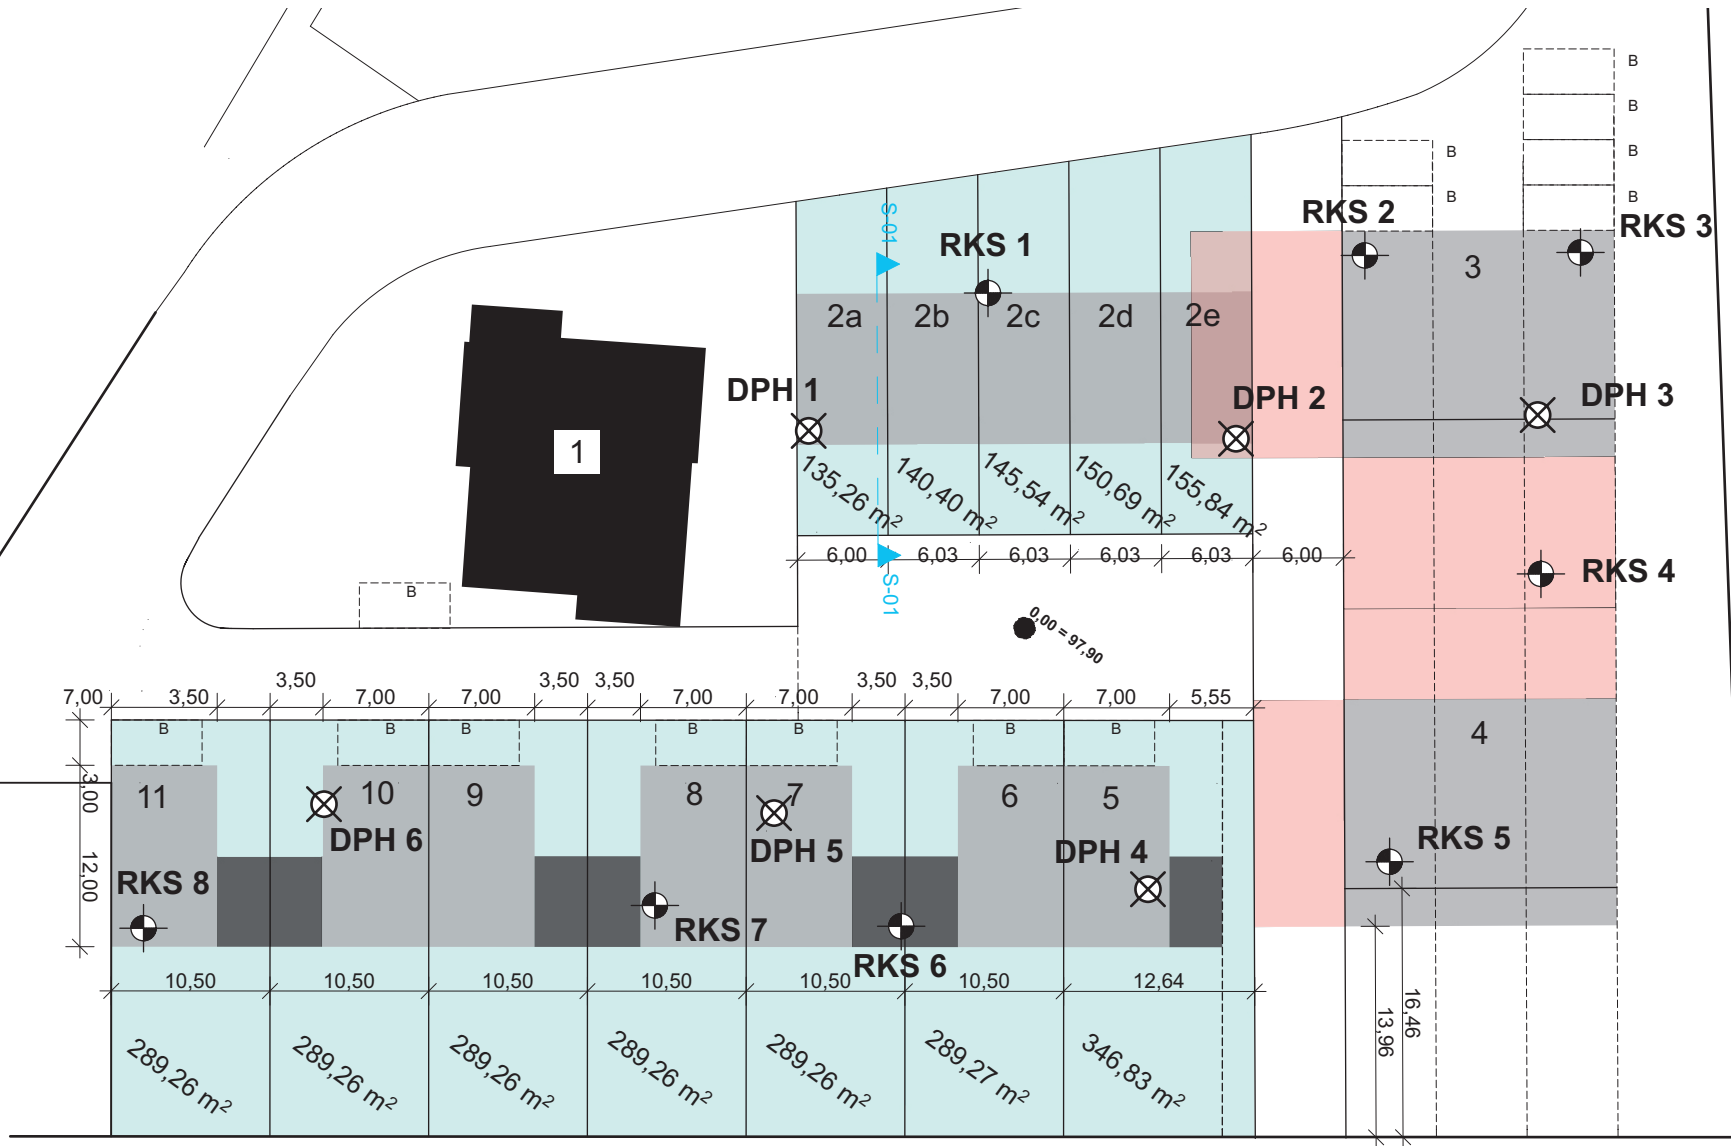 B
B
B
B
B
B
RKS 2
RKS 3
S-01
RKS 1
3
2a
2b
2c
2d
2e
DPH 1
DPH 2
DPH 3
1
135,26 m²
140,40 m²
145,54 m²
150,69 m²
155,84 m²
6,00
6,03
6,03
6,03
6,03
6,00
RKS 4
S-01
B
0,00 = 97,90
7,00
3,50
3,50
7,00
7,00
3,50
3,50
7,00
7,00
3,50
3,50
7,00
7,00
5,55
B
B
B
B
B
B
B
4
3,00
11
10
9
8
7
6
5
DPH 6
DPH 5
DPH 4
RKS 5
12,00
RKS 8
RKS 7
RKS 6
10,50
10,50
10,50
10,50
10,50
10,50
12,64
13,96
16,46
289,26 m²
289,26 m²
289,26 m²
289,26 m²
289,26 m²
289,27 m²
346,83 m²